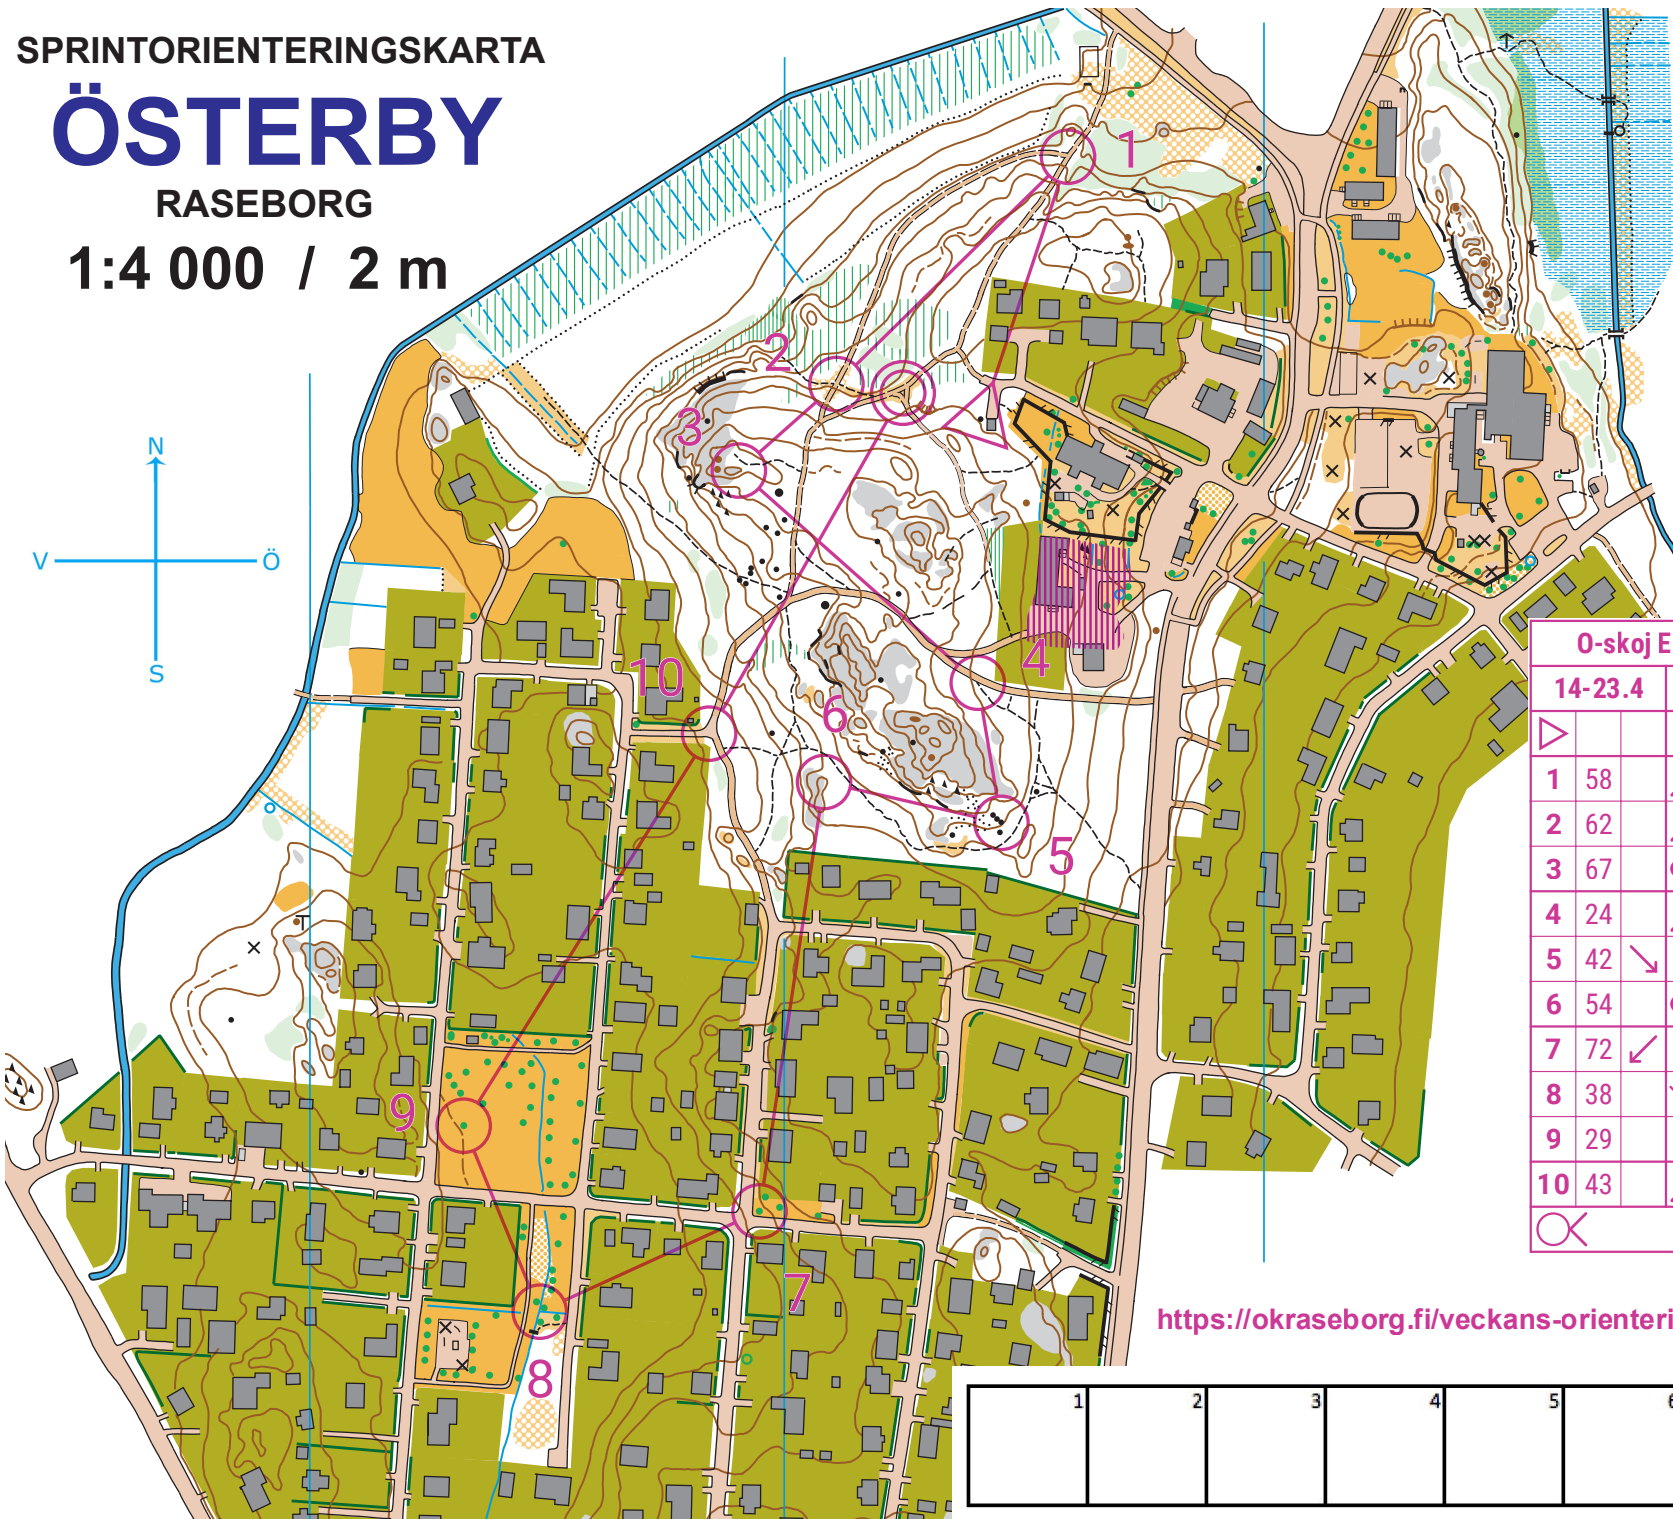 SPRINTORIENTERINGSKARTA
ÖSTERBY
RASEBORG
1:4 000 / 2 m
N
V Ö
S
1
2
3
4
5
6
7
8
9
10
O-skoj E
14-23.4
1 58
2 62
3 67
4 24
5 42
6 54
7 72
8 38
9 29
10 43
https://okraseborg.fi/veckans-orienteri
1 2 3 4 5 6